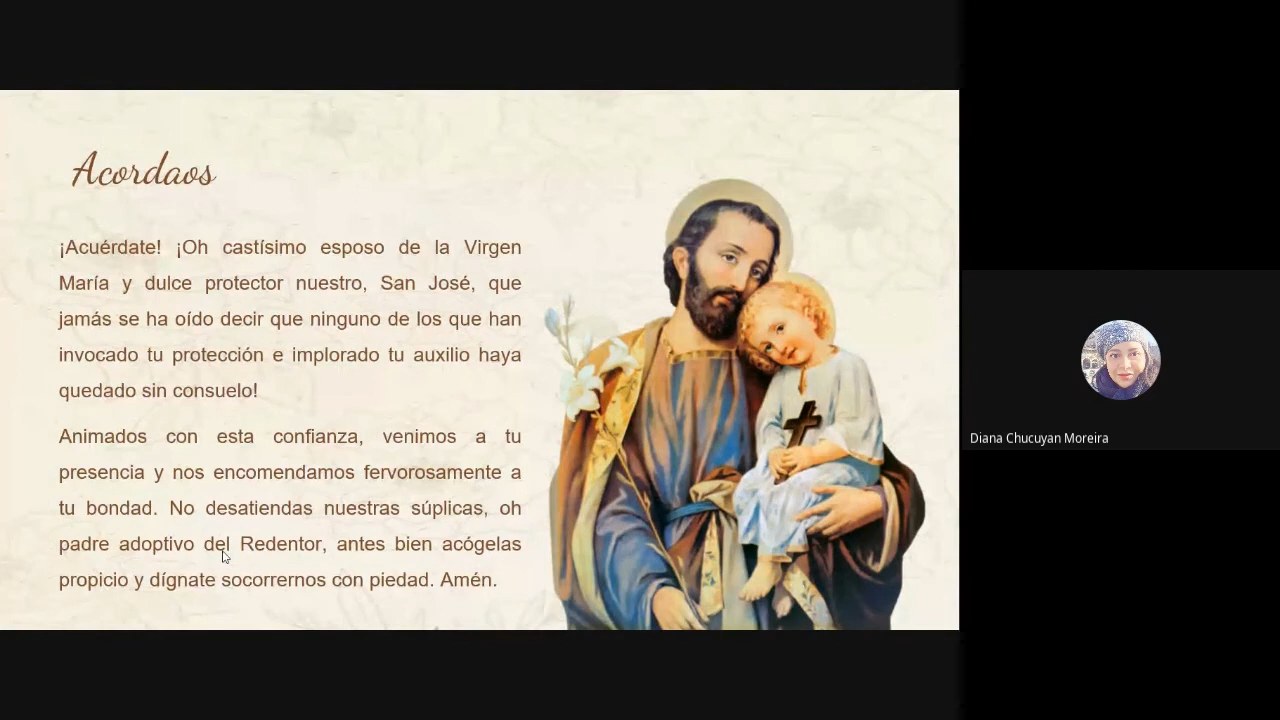 Acordaos
¡Acuérdate! ¡Oh castísimo esposo de la Virgen
María y dulce protector nuestro, San José, que
jamás se ha oído decir que ninguno de los que han
invocado tu protección e implorado tu auxilio haya
quedado sin consuelo!
Animados con esta confianza, venimos a tu
presencia y nos encomendamos fervorosamente a
tu bondad. No desatiendas nuestras súplicas, oh
padre adoptivo del Redentor, antes bien acógelas
propicio y dígnate socorrernos con piedad. Amén.
Diana Chucuyan Moreira